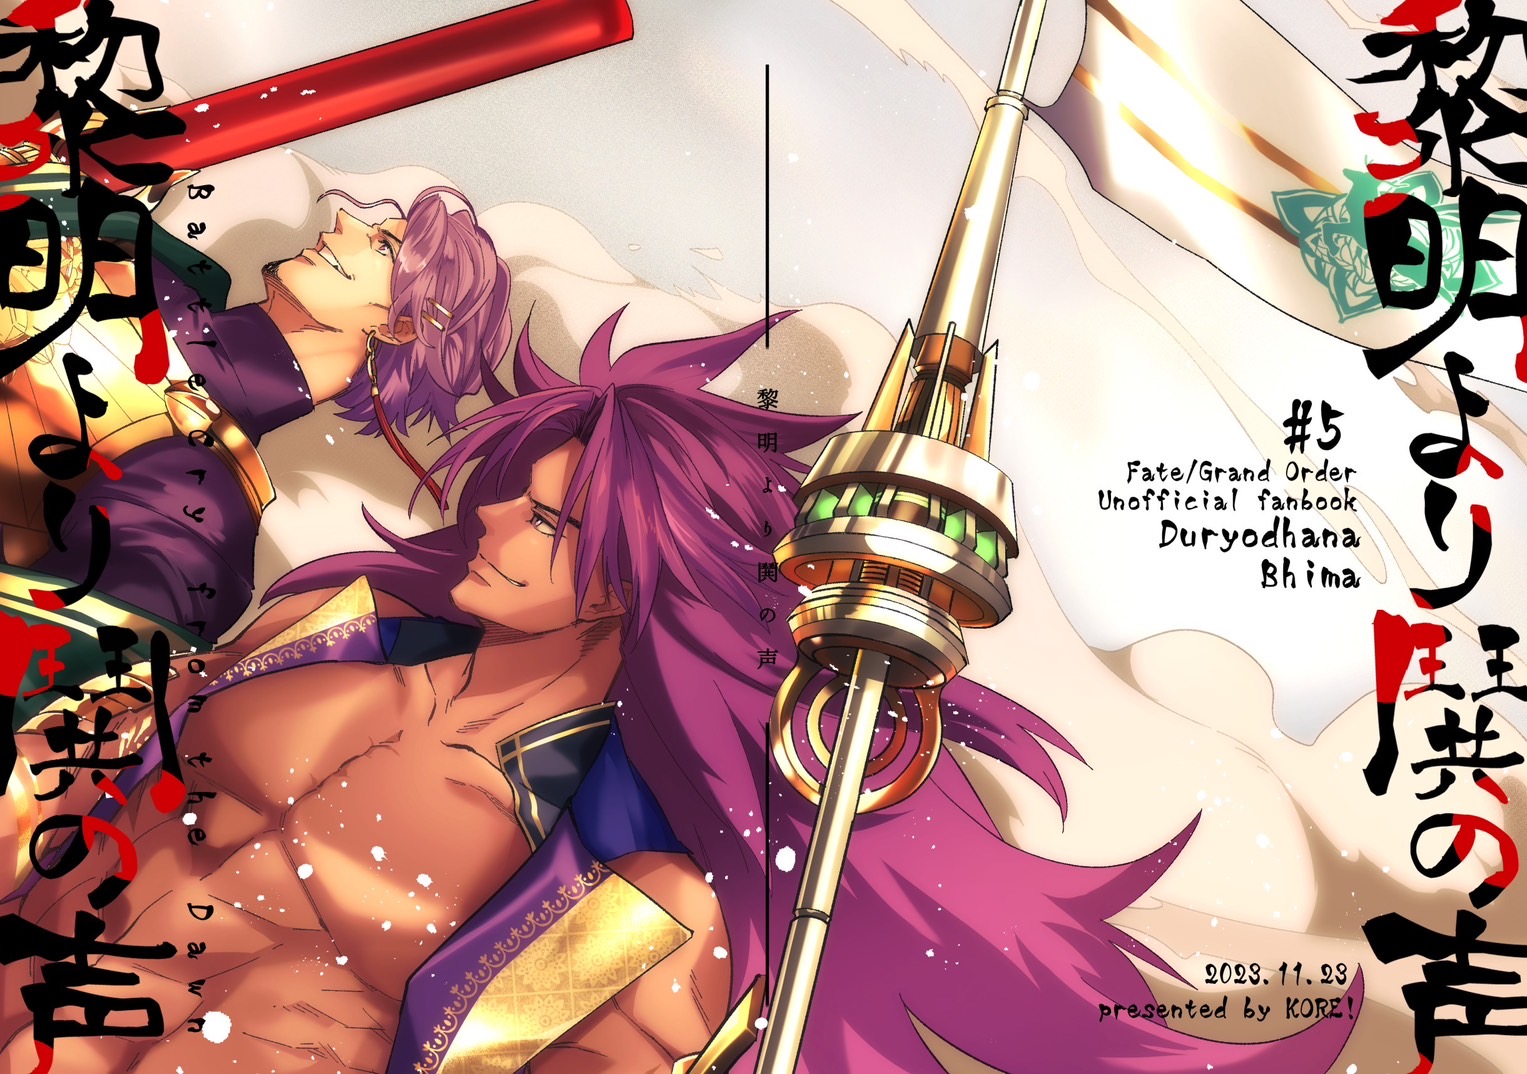 黎明より鬨の声
Battle Cry from the Dawn
黎明より鬨の声
黎明より鬨の声
#5
Fate/Grand Order
Unofficial fanbook
Duryodhana
Bhima
2023.11.23
presented by KORE!